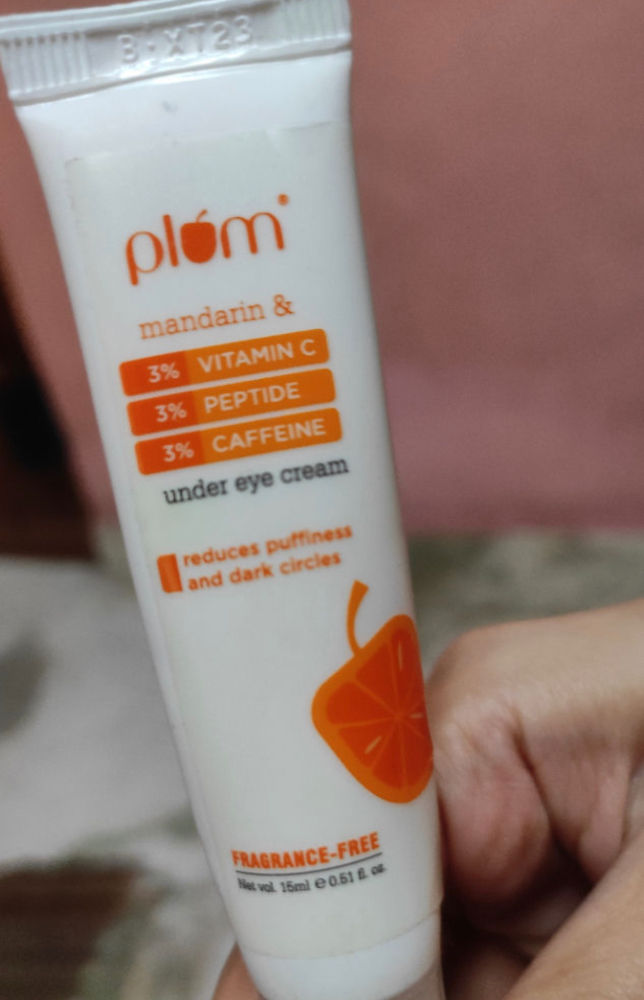 B·XT23
plum®
mandarin &
3% VITAMIN C
3% PEPTIDE
3% CAFFEINE
under eye cream
reduces puffiness
and dark circles
FRAGRANCE-FREE
Net vol. 15ml ℮ 0.51 fl. oz.